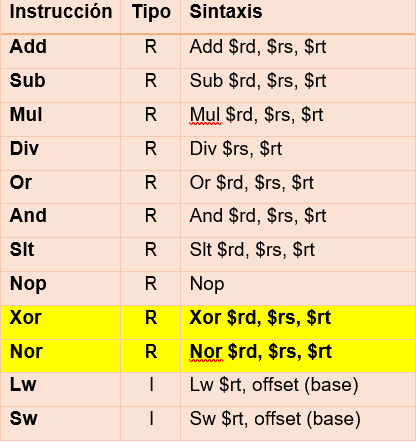 Instrucción Tipo Sintaxis
Add R Add $rd, $rs, $rt
Sub R Sub $rd, $rs, $rt
Mul R Mul $rd, $rs, $rt
Div R Div $rs, $rt
Or R Or $rd, $rs, $rt
And R And $rd, $rs, $rt
Slt R Slt $rd, $rs, $rt
Nop R Nop
Xor R Xor $rd, $rs, $rt
Nor R Nor $rd, $rs, $rt
Lw I Lw $rt, offset (base)
Sw I Sw $rt, offset (base)